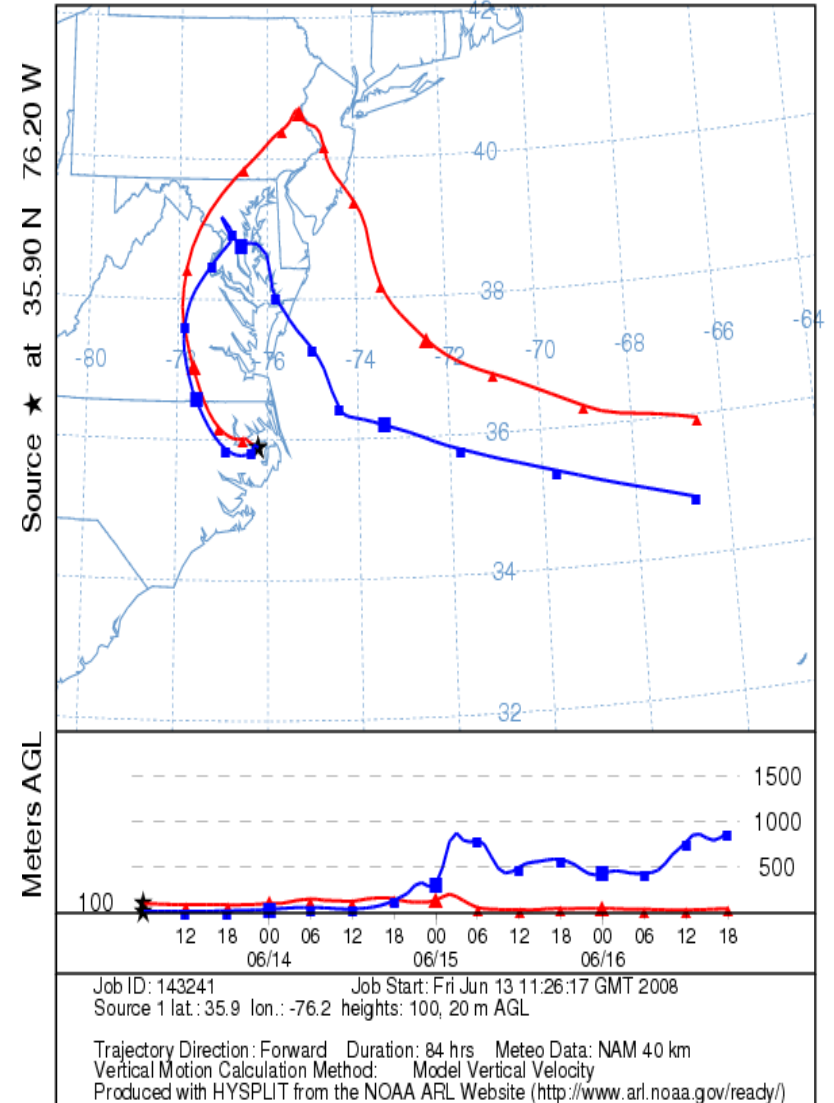 Source ★ at 35.90 N 76.20 W
42
40
38
36
34
32
-80
-76
-74
-72
-70
-68
-66
-64
Meters AGL
1500
1000
500
100
12 18 00 06 12 18 00 06 12 18 00 06 12 18
06/14 06/15 06/16
Job ID: 143241 Job Start: Fri Jun 13 11:26:17 GMT 2008
Source 1 lat.: 35.9 lon.: -76.2 heights: 100, 20 m AGL
Trajectory Direction: Forward Duration: 84 hrs Meteo Data: NAM 40 km
Vertical Motion Calculation Method: Model Vertical Velocity
Produced with HYSPLIT from the NOAA ARL Website (http://www.arl.noaa.gov/ready/)